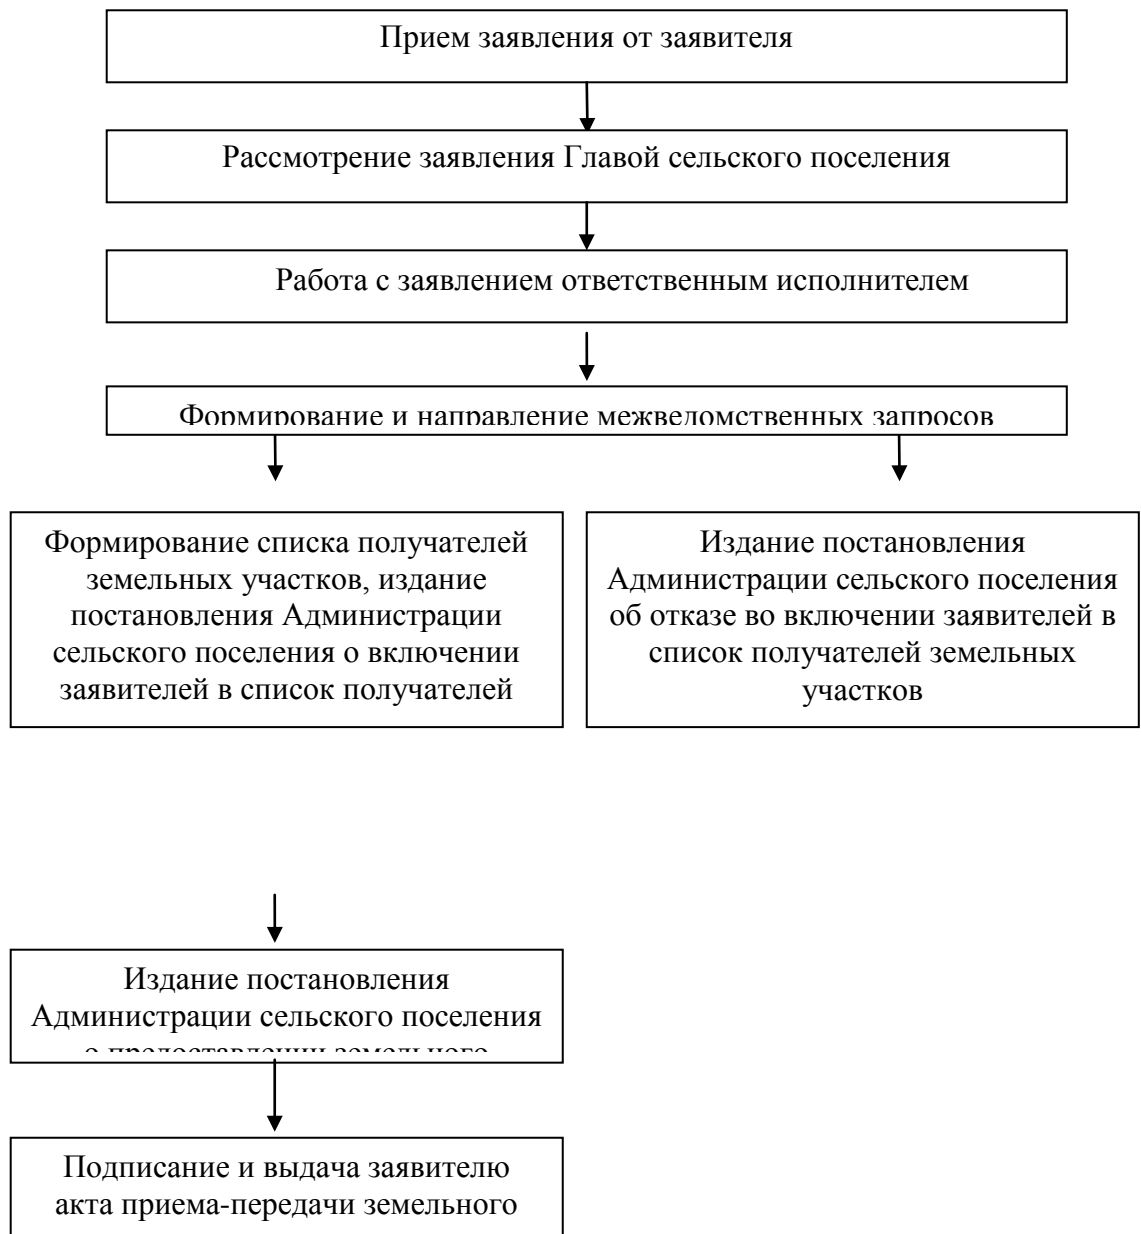 Прием заявления от заявителя
Рассмотрение заявления Главой сельского поселения
Работа с заявлением ответственным исполнителем
Формирование и направление межведомственных запросов
Формирование списка получателей
земельных участков, издание
постановления Администрации
сельского поселения о включении
заявителей в список получателей
Издание постановления
Администрации сельского поселения
об отказе во включении заявителей в
список получателей земельных
участков
Издание постановления
Администрации сельского поселения
о предоставлении земельного
Подписание и выдача заявителю
акта приема-передачи земельного